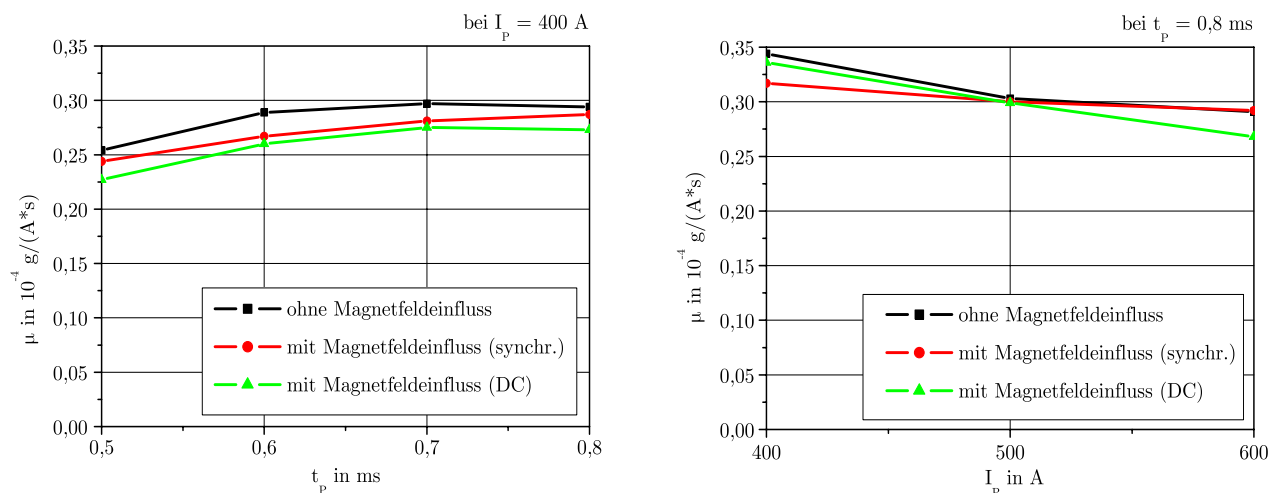 bei I_P = 400 A
0,35
0,30
0,25
0,20
0,15
0,10
0,05
0,00
μ in 10⁻⁴ g/(A*s)
ohne Magnetfeldeinfluss
mit Magnetfeldeinfluss (synchr.)
mit Magnetfeldeinfluss (DC)
0,5 0,6 0,7 0,8
t_P in ms
bei t_P = 0,8 ms
0,35
0,30
0,25
0,20
0,15
0,10
0,05
0,00
μ in 10⁻⁴ g/(A*s)
ohne Magnetfeldeinfluss
mit Magnetfeldeinfluss (synchr.)
mit Magnetfeldeinfluss (DC)
400 500 600
I_P in A